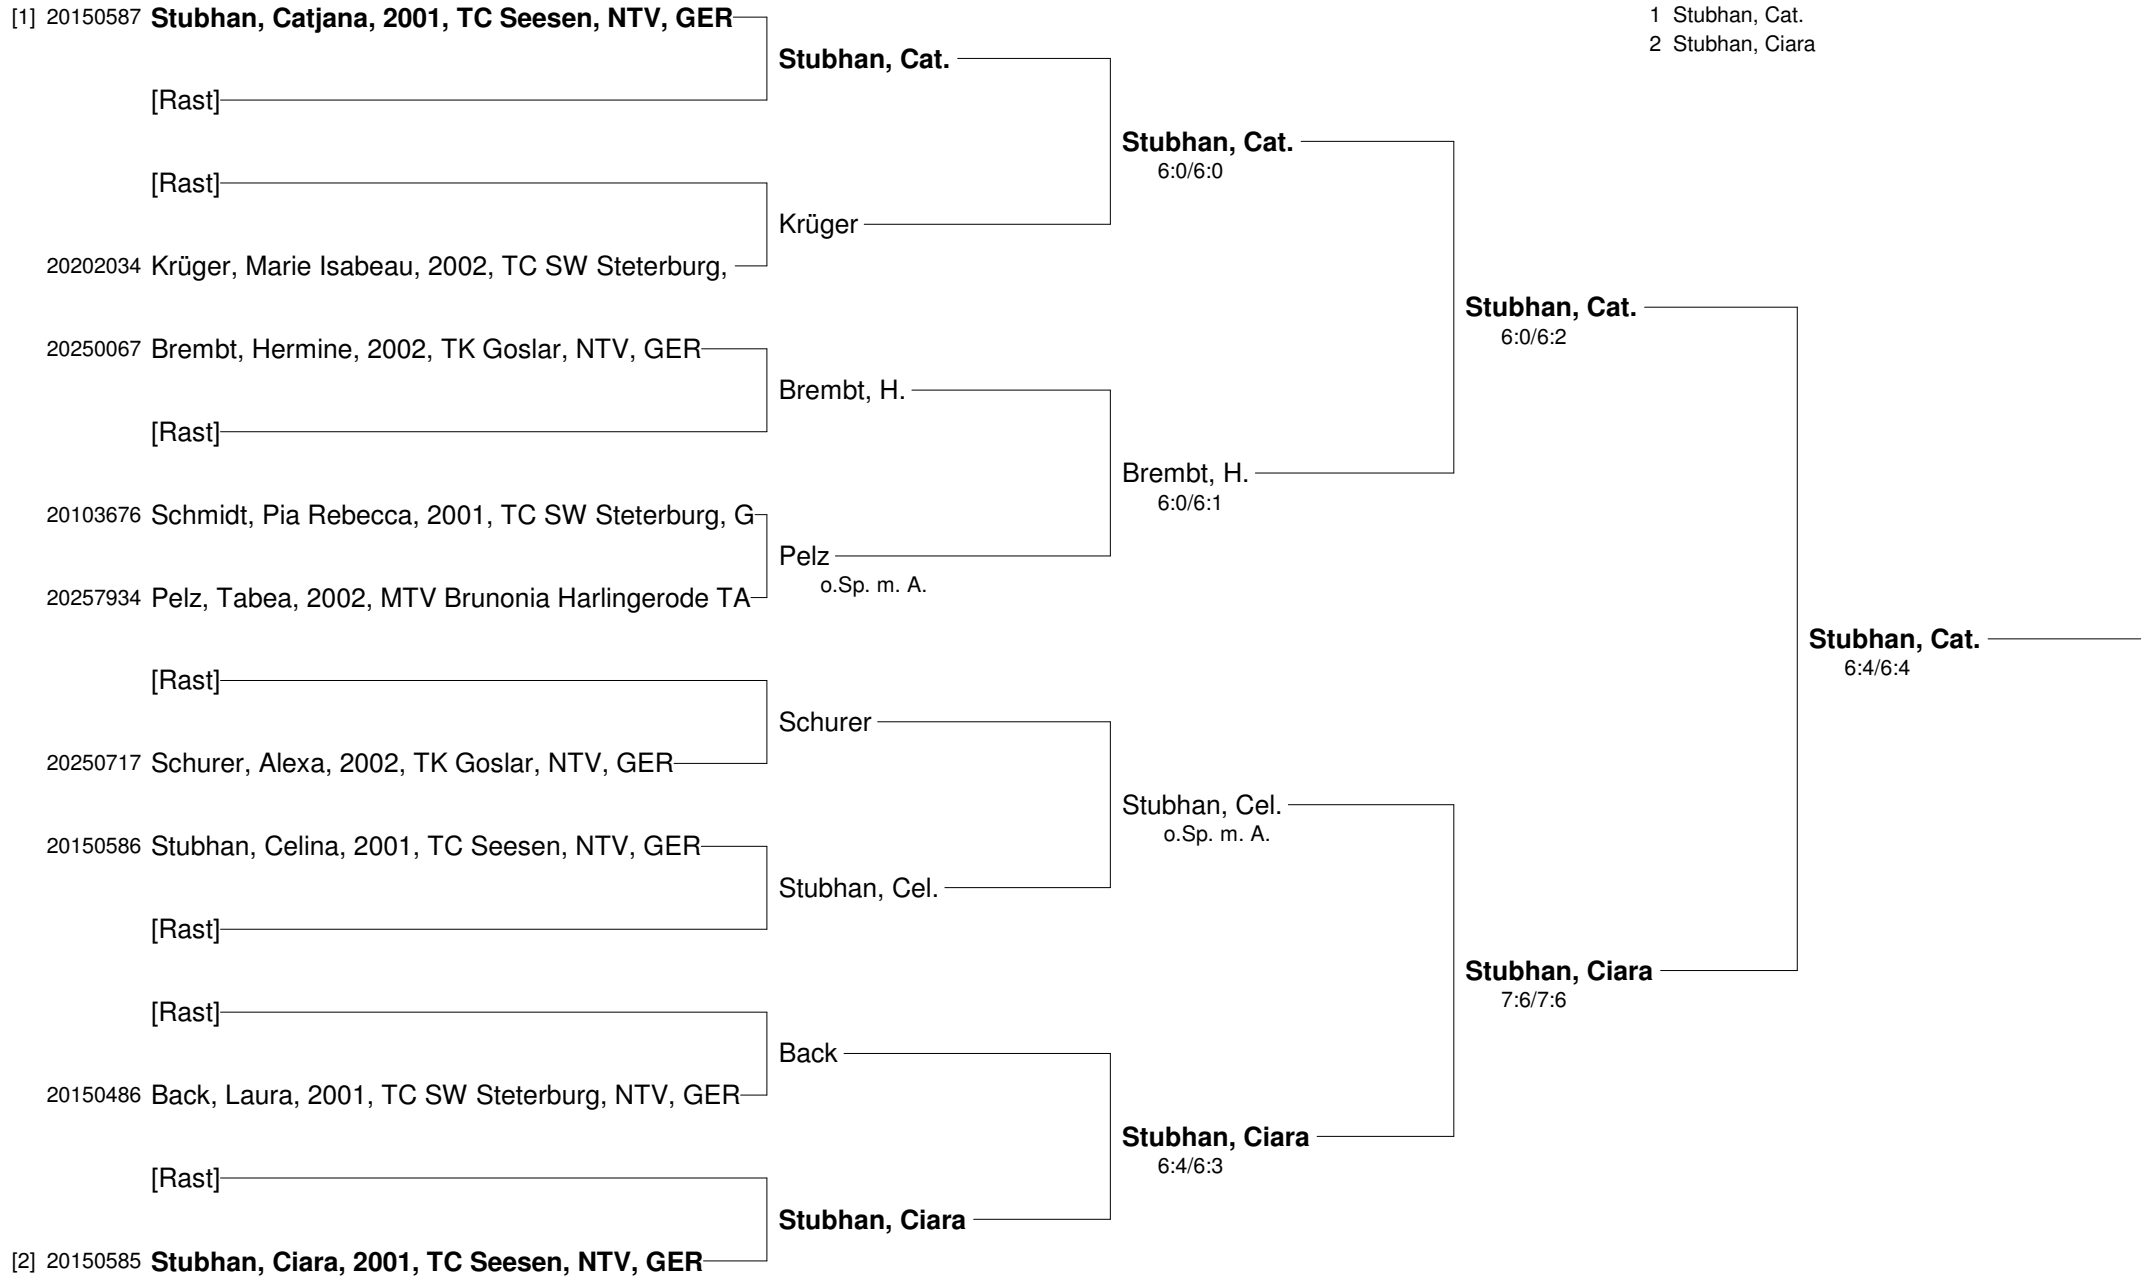 [1] 20150587 Stubhan, Catjana, 2001, TC Seesen, NTV, GER
1 Stubhan, Cat.
2 Stubhan, Ciara
Stubhan, Cat.
[Rast]
Stubhan, Cat.
6:0/6:0
[Rast]
Krüger
20202034 Krüger, Marie Isabeau, 2002, TC SW Steterburg,
Stubhan, Cat.
6:0/6:2
20250067 Brembt, Hermine, 2002, TK Goslar, NTV, GER
Brembt, H.
[Rast]
Brembt, H.
6:0/6:1
20103676 Schmidt, Pia Rebecca, 2001, TC SW Steterburg, G
Pelz
o.Sp. m. A.
20257934 Pelz, Tabea, 2002, MTV Brunonia Harlingerode TA
Stubhan, Cat.
6:4/6:4
[Rast]
Schurer
20250717 Schurer, Alexa, 2002, TK Goslar, NTV, GER
Stubhan, Cel.
o.Sp. m. A.
20150586 Stubhan, Celina, 2001, TC Seesen, NTV, GER
Stubhan, Cel.
[Rast]
Stubhan, Ciara
7:6/7:6
[Rast]
Back
20150486 Back, Laura, 2001, TC SW Steterburg, NTV, GER
Stubhan, Ciara
6:4/6:3
[Rast]
Stubhan, Ciara
[2] 20150585 Stubhan, Ciara, 2001, TC Seesen, NTV, GER